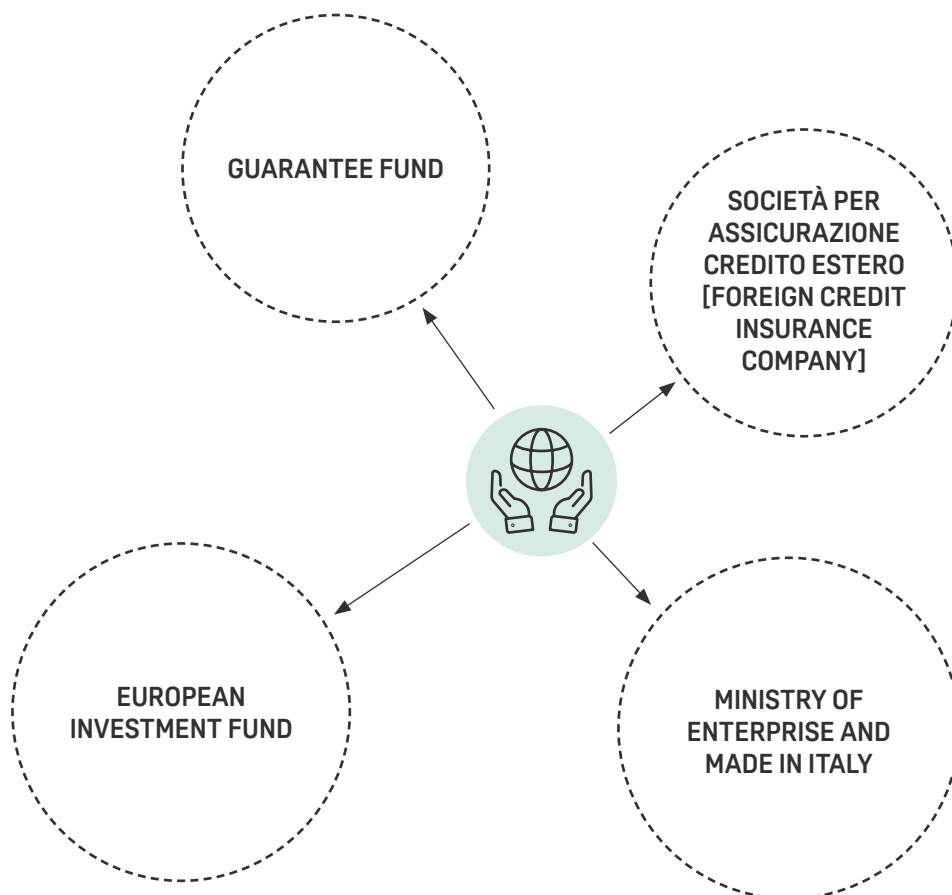 GUARANTEE FUND
SOCIETÀ PER
ASSICURAZIONE
CREDITO ESTERO
[FOREIGN CREDIT
INSURANCE
COMPANY]
EUROPEAN
INVESTMENT FUND
MINISTRY OF
ENTERPRISE AND
MADE IN ITALY